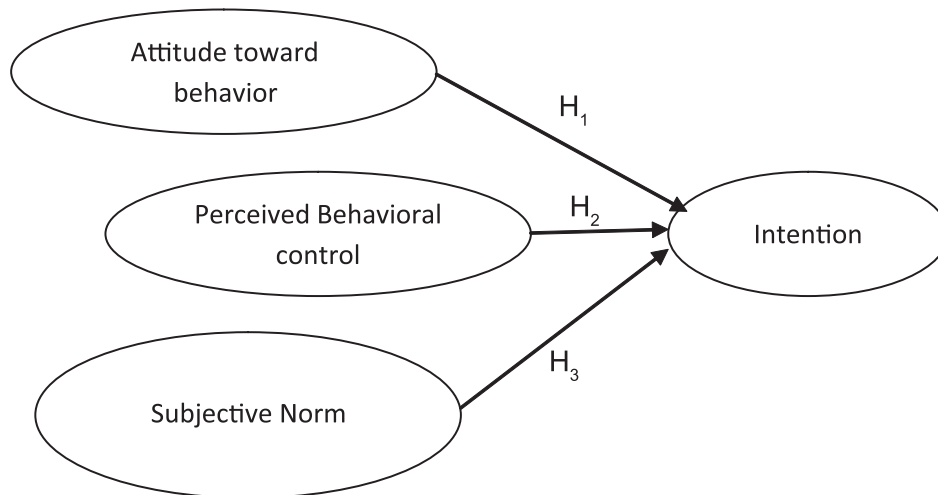 Attitude toward
behavior
H₁
Perceived Behavioral
control
H₂
Intention
Subjective Norm
H₃